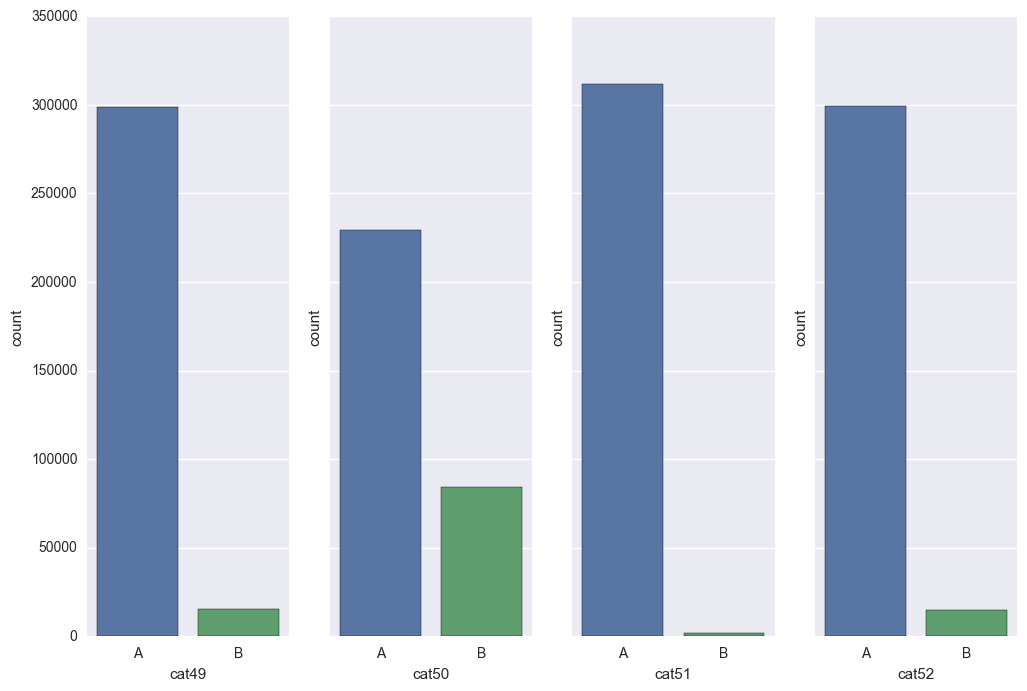 350000
300000
250000
200000
150000
100000
50000
0
count
count
count
count
A B A B A B A B
cat49 cat50 cat51 cat52